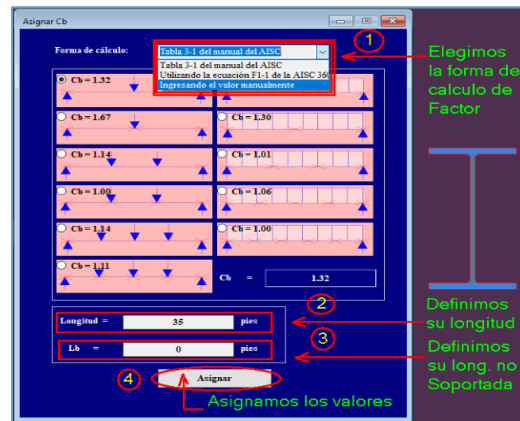 Asignar Cb
Forma de cálculo:
Tabla 3-1 del manual del AISC
Tabla 3-1 del manual del AISC
Utilizando la ecuación F1-1 de la AISC 360
Ingresando el valor manualmente
1
Elegimos
la forma de
calculo de
Factor
Cb = 1.32
Cb = 1.67
Cb = 1.30
Cb = 1.14
Cb = 1.01
Cb = 1.00
Cb = 1.06
Cb = 1.14
Cb = 1.00
Cb = 1.11
Cb = 1.32
2
Longitud = 35 pies
Definimos
su longitud
3
Lb = 0 pies
Definimos
su long. no
Soportada
4
Asignar
Asignamos los valores